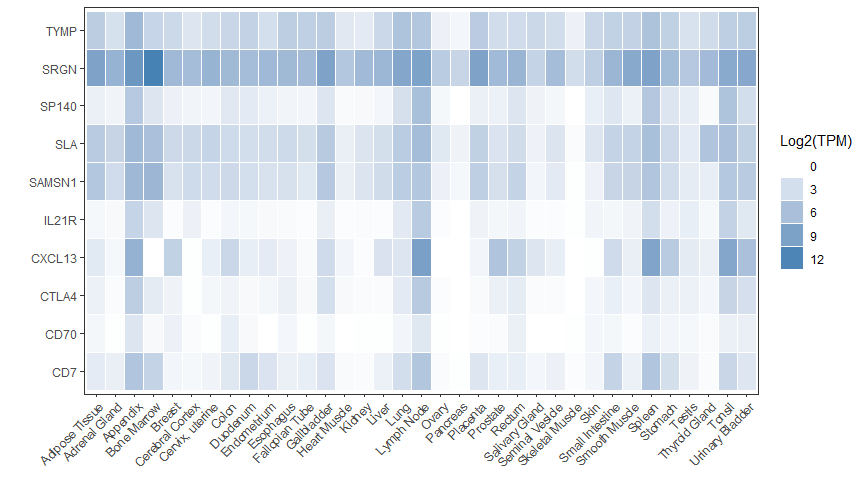 TYMP
SRGN
SP140
SLA
SAMSN1
IL21R
CXCL13
CTLA4
CD70
CD7
Adipose Tissue
Adrenal Gland
Appendix
Bone Marrow
Breast
Cerebral Cortex
Cervix, uterine
Colon
Duodenum
Endometrium
Esophagus
Fallopian Tube
Gallbladder
Heart Muscle
Kidney
Liver
Lung
Lymph Node
Ovary
Pancreas
Placenta
Prostate
Rectum
Salivary Gland
Seminal Vesicle
Skeletal Muscle
Skin
Small Intestine
Smooth Muscle
Spleen
Stomach
Testis
Thyroid Gland
Tonsil
Urinary Bladder
Log2(TPM)
0
3
6
9
12